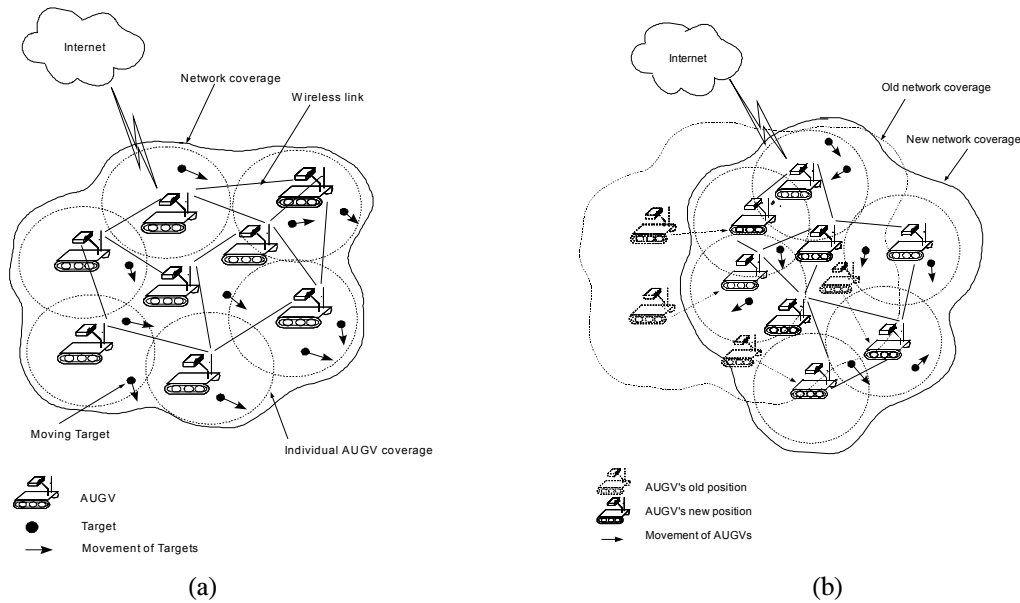 Internet
Network coverage
Wireless link
Moving Target
Individual AUGV coverage
AUGV
Target
Movement of Targets
(a)
Internet
Old network coverage
New network coverage
AUGV's old position
AUGV's new position
Movement of AUGVs
(b)